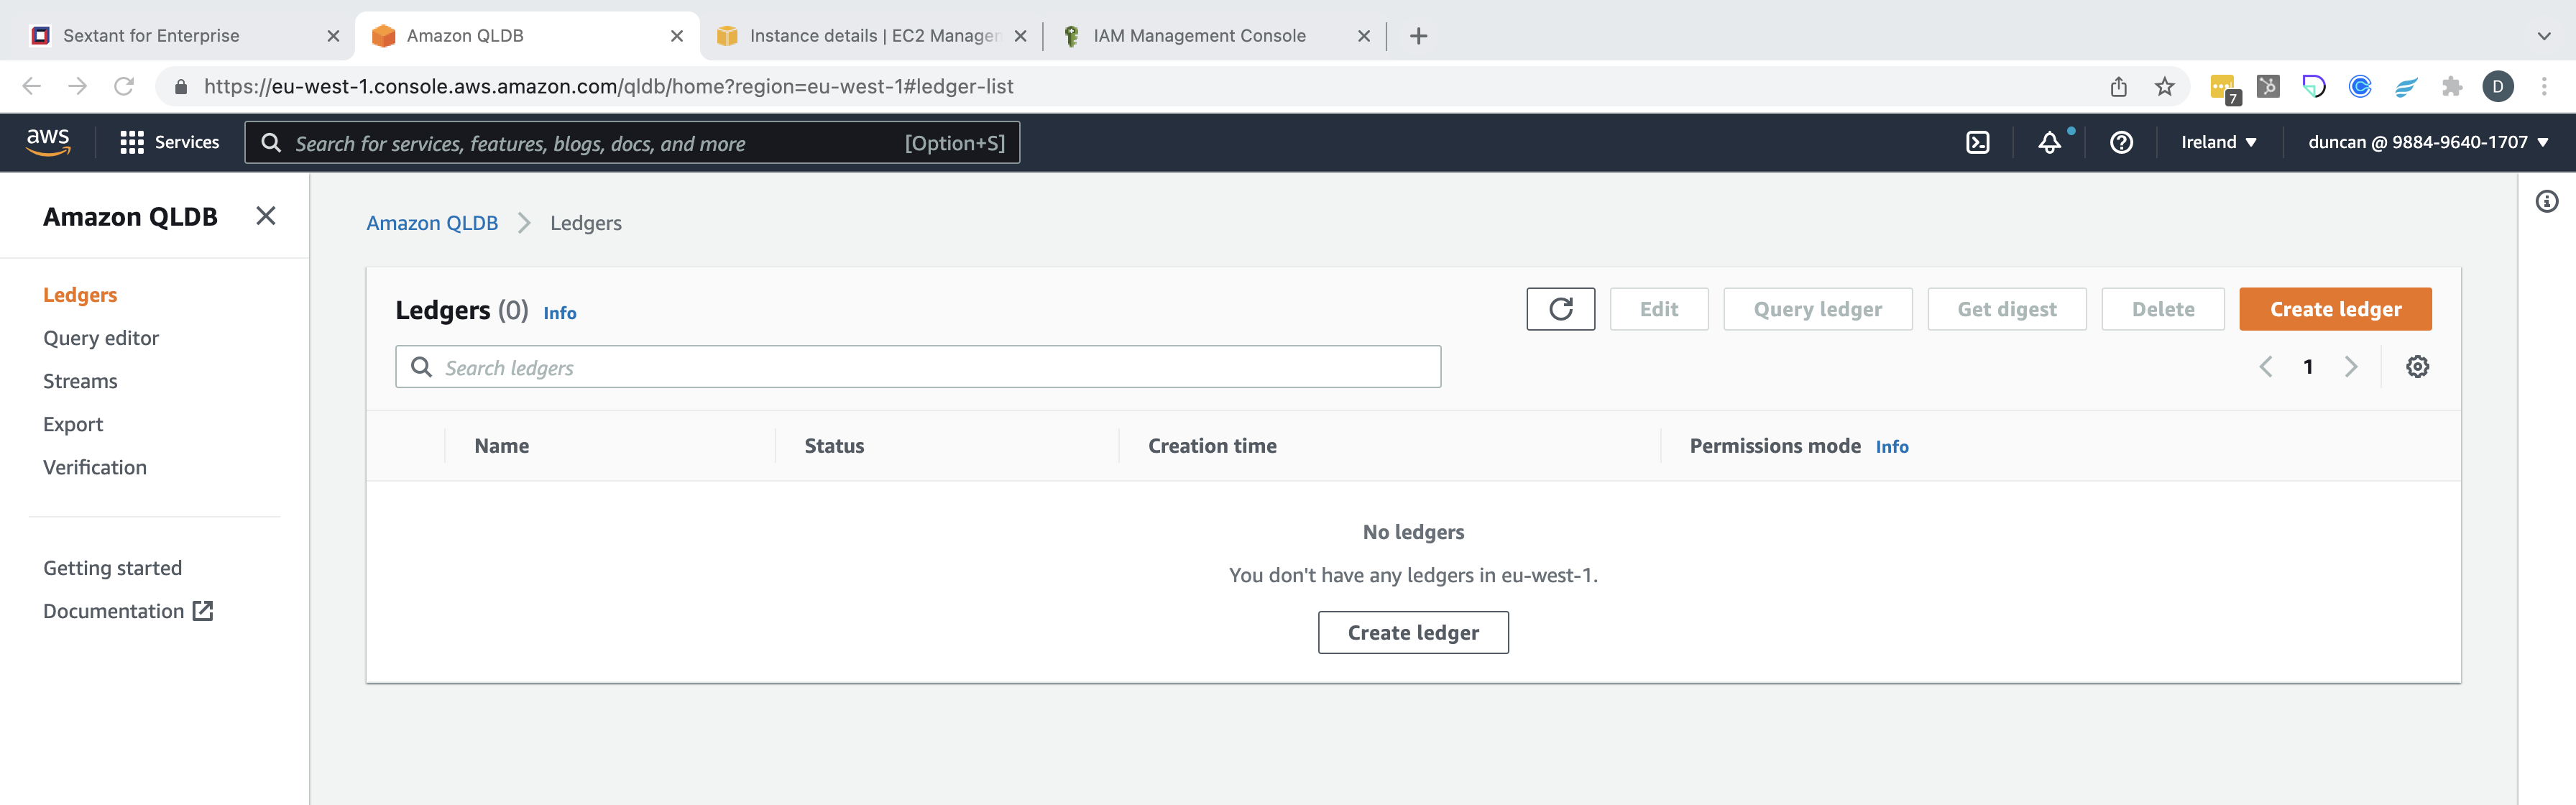 Sextant for Enterprise
Amazon QLDB
Instance details | EC2 Managem
IAM Management Console
https://eu-west-1.console.aws.amazon.com/qldb/home?region=eu-west-1#ledger-list
7
D
aws
Services
Search for services, features, blogs, docs, and more
[Option+S]
Ireland ▼
duncan @ 9884-9640-1707 ▼
Amazon QLDB
Ledgers
Query editor
Streams
Export
Verification
Getting started
Documentation
Amazon QLDB > Ledgers
Ledgers (0) Info
Edit
Query ledger
Get digest
Delete
Create ledger
Search ledgers
1
Name
Status
Creation time
Permissions mode Info
No ledgers
You don't have any ledgers in eu-west-1.
Create ledger